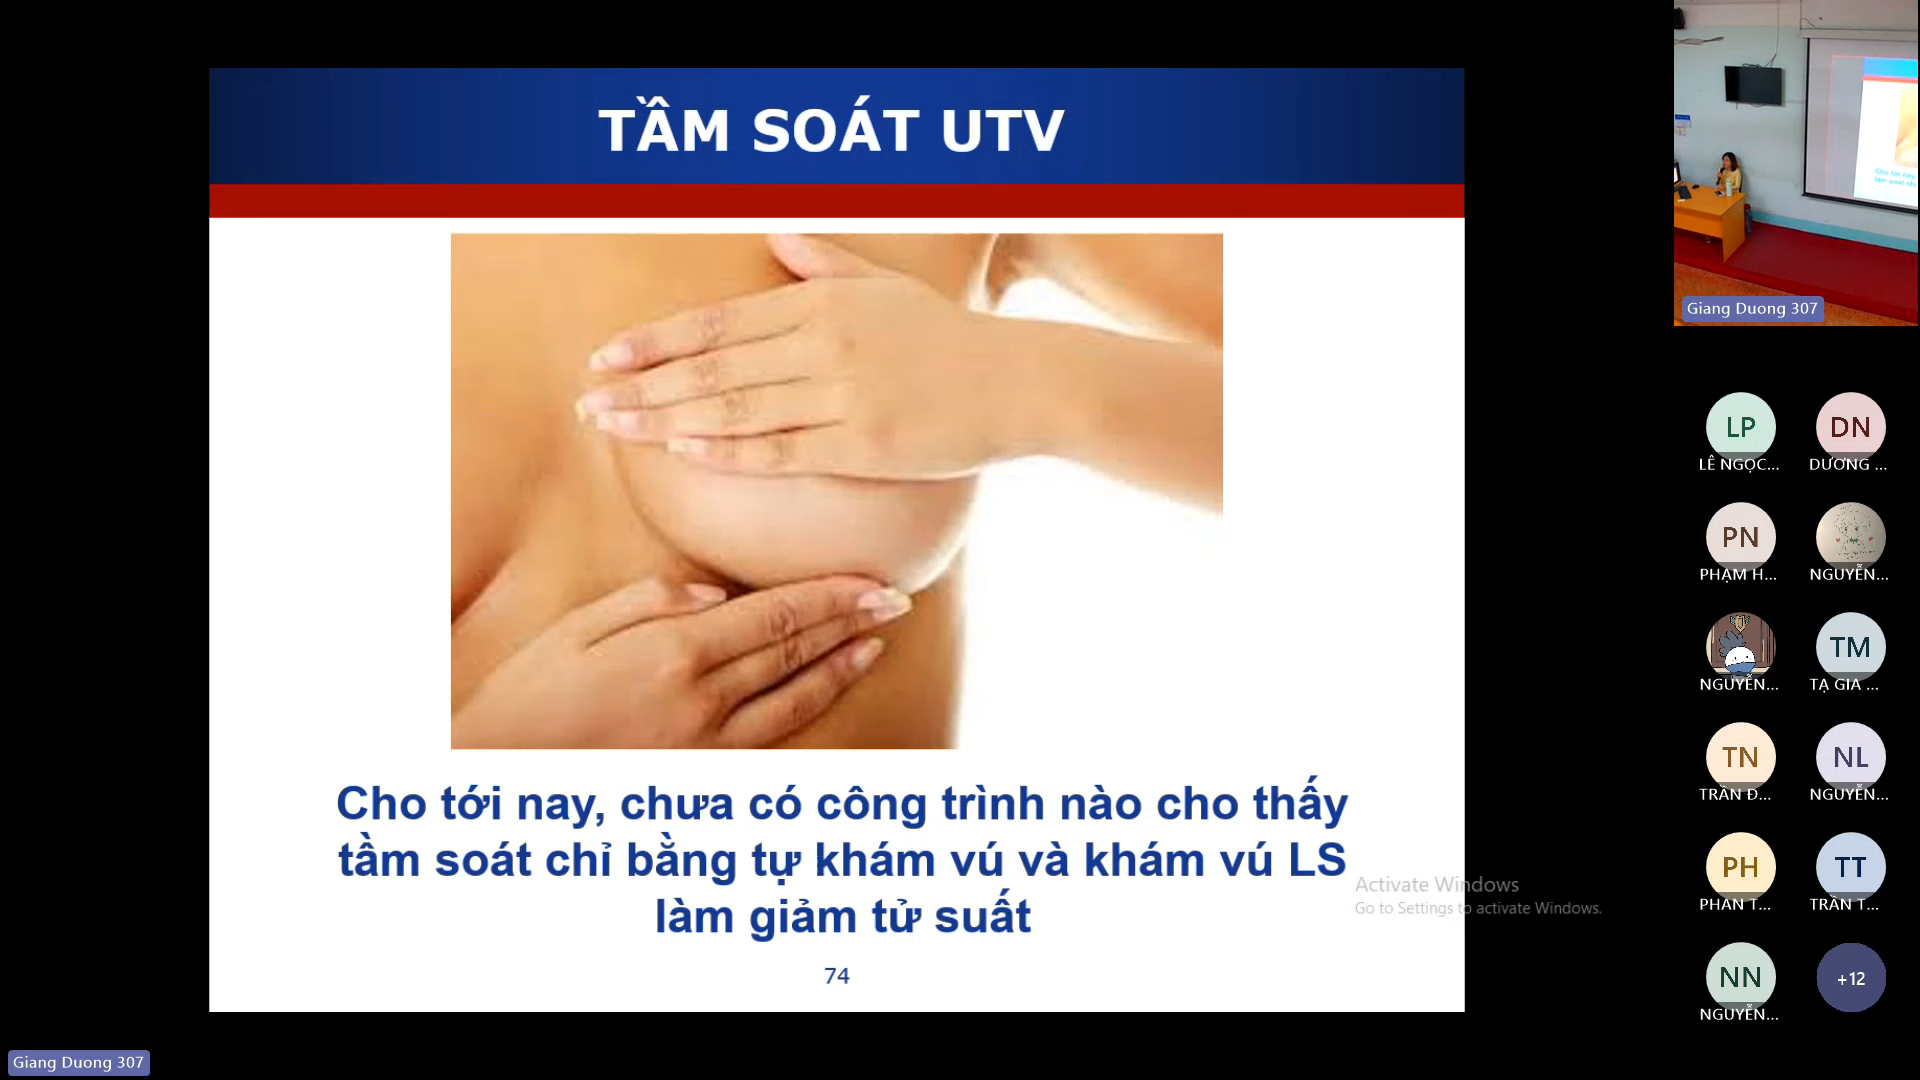 TẦM SOÁT UTV
Cho tới nay, chưa có công trình nào cho thấy
tầm soát chỉ bằng tự khám vú và khám vú LS
làm giảm tử suất
74
Activate Windows
Go to Settings to activate Windows.
Giang Duong 307
Giang Duong 307
LP
LÊ NGỌC...
DN
DƯƠNG ...
PN
PHẠM H...
NGUYỄN...
NGUYỄN...
TM
TẠ GIA ...
TN
TRẦN Đ...
NL
NGUYỄN...
PH
PHAN T...
TT
TRẦN T...
NN
NGUYỄN...
+12